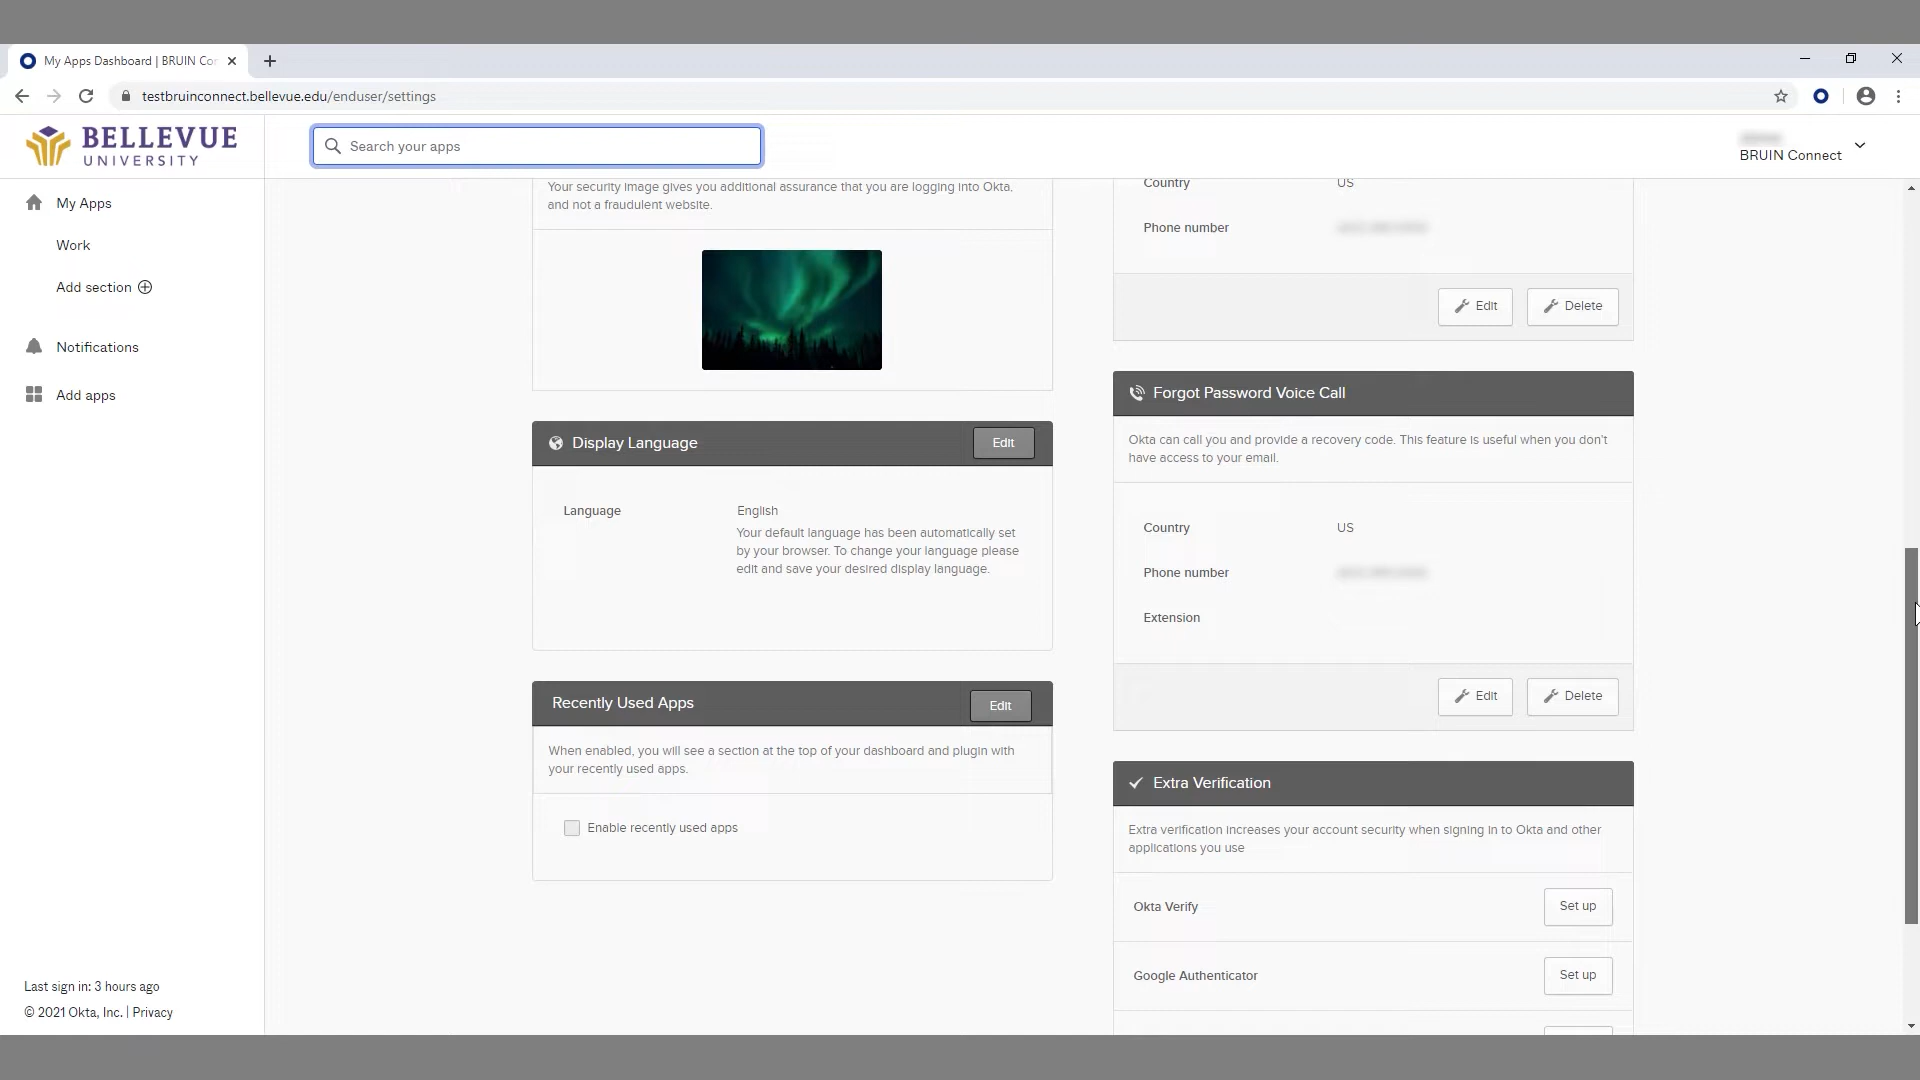 My Apps Dashboard | BRUIN Co
testbruinconnect.bellevue.edu/enduser/settings
BELLEVUE
UNIVERSITY
Search your apps
BRUIN Connect
My Apps
Work
Add section
Notifications
Add apps
Last sign in: 3 hours ago
© 2021 Okta, Inc. | Privacy
Your security image gives you additional assurance that you are logging into Okta,
and not a fraudulent website.
Display Language
Edit
Language
English
Your default language has been automatically set
by your browser. To change your language please
edit and save your desired display language.
Recently Used Apps
Edit
When enabled, you will see a section at the top of your dashboard and plugin with
your recently used apps.
Enable recently used apps
Country
US
Phone number
Edit
Delete
Forgot Password Voice Call
Okta can call you and provide a recovery code. This feature is useful when you don't
have access to your email.
Country
US
Phone number
Extension
Edit
Delete
Extra Verification
Extra verification increases your account security when signing in to Okta and other
applications you use
Okta Verify
Set up
Google Authenticator
Set up